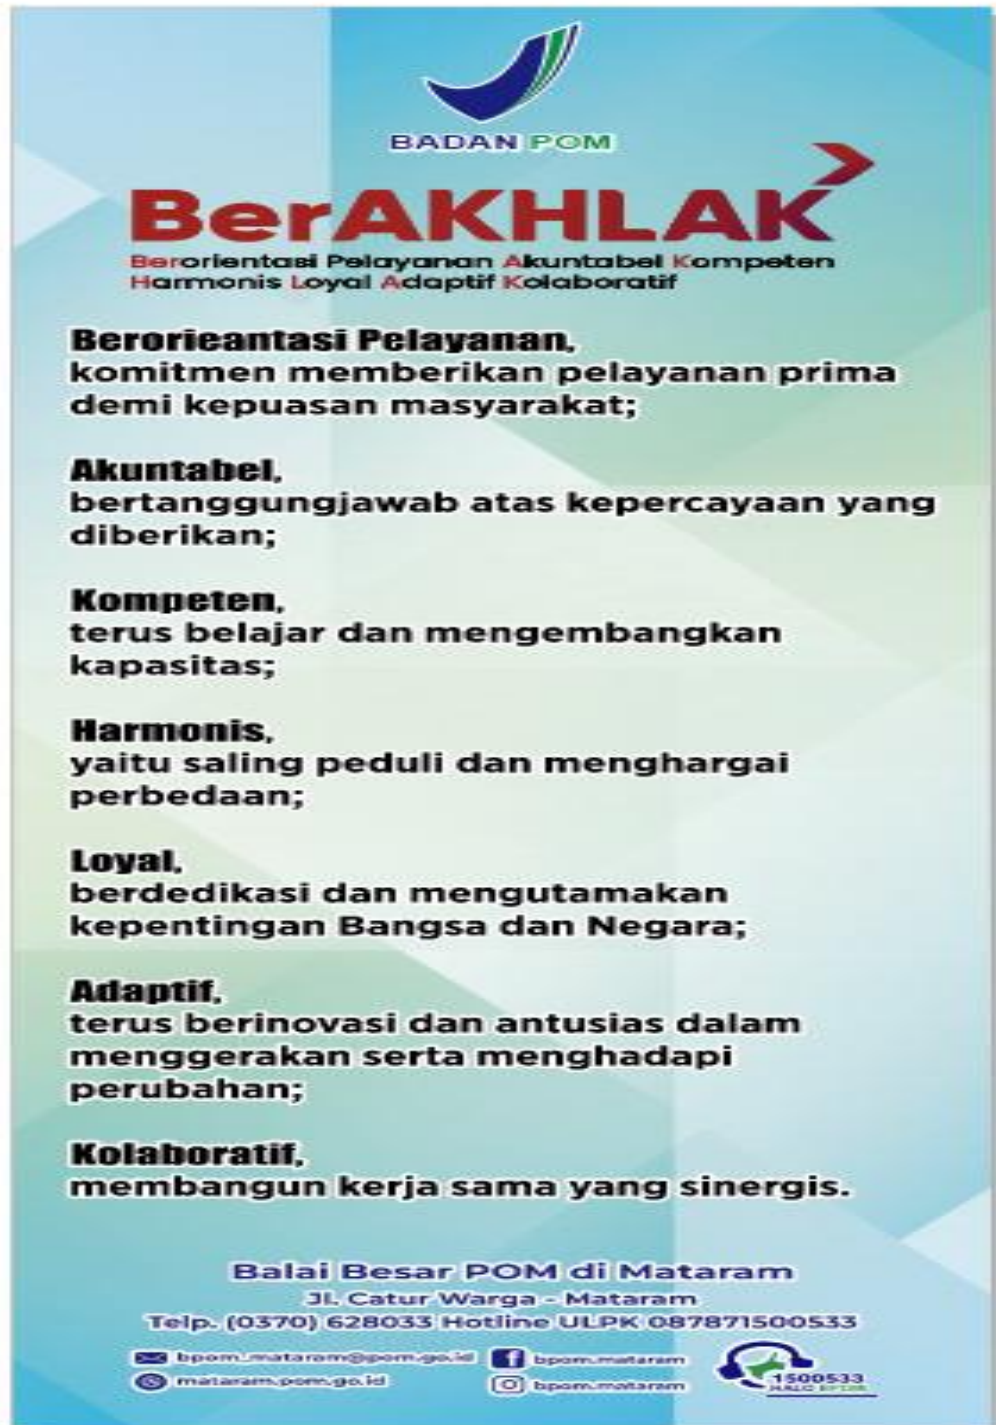 BADAN POM
BerAKHLAK
Berorientasi Pelayanan Akuntabel Kompeten
Harmonis Loyal Adaptif Kolaboratif
Berorieantasi Pelayanan,
komitmen memberikan pelayanan prima
demi kepuasan masyarakat;
Akuntabel,
bertanggungjawab atas kepercayaan yang
diberikan;
Kompeten,
terus belajar dan mengembangkan
kapasitas;
Harmonis,
yaitu saling peduli dan menghargai
perbedaan;
Loyal,
berdedikasi dan mengutamakan
kepentingan Bangsa dan Negara;
Adaptif,
terus berinovasi dan antusias dalam
menggerakan serta menghadapi
perubahan;
Kolaboratif,
membangun kerja sama yang sinergis.
Balai Besar POM di Mataram
Jl. Catur Warga - Mataram
Telp. (0370) 628033 Hotline ULPK 087871500533
bpom_mataram@pom.go.id bpom.mataram
mataram.pom.go.id bpom.mataram
1500533
HALO BPOM